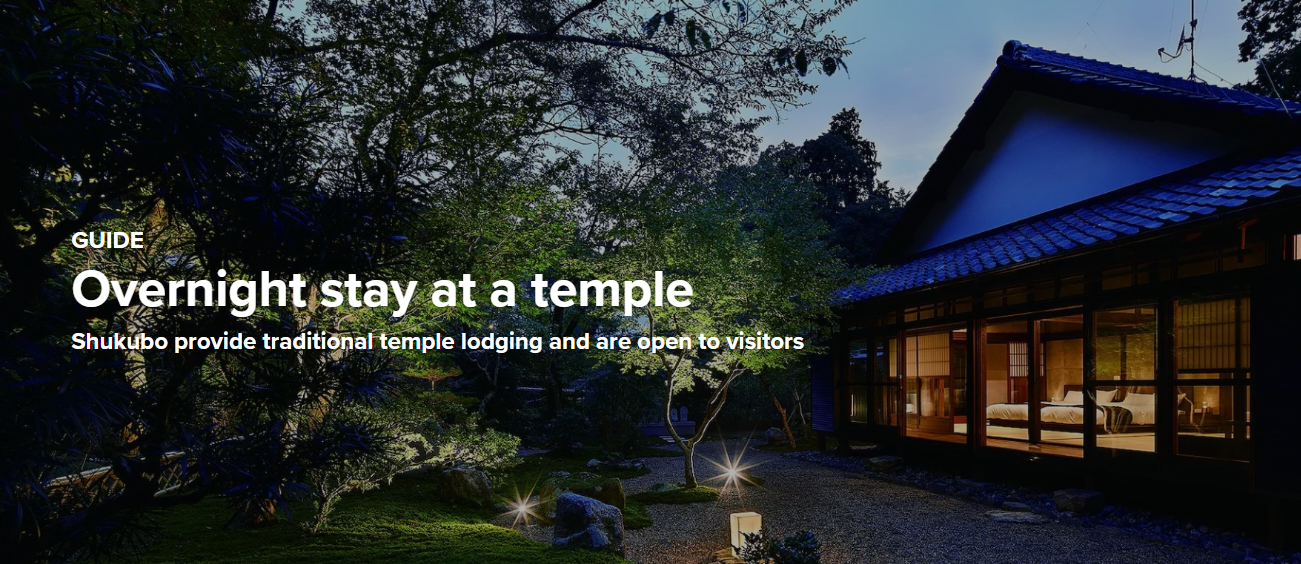 GUIDE
Overnight stay at a temple
Shukubo provide traditional temple lodging and are open to visitors